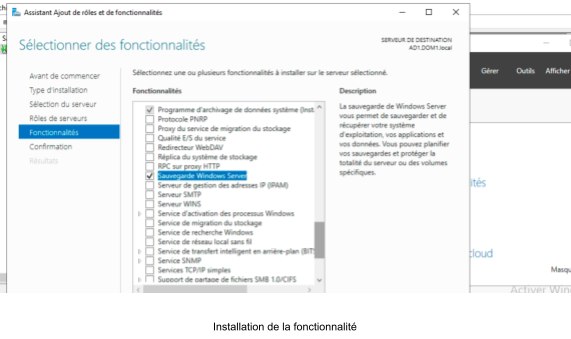 Assistant Ajout de rôles et de fonctionnalités
Sélectionner des fonctionnalités
SERVEUR DE DESTINATION
AD1.DOM1.local
Avant de commencer
Type d'installation
Sélection du serveur
Rôles de serveurs
Fonctionnalités
Confirmation
Résultats
Sélectionnez une ou plusieurs fonctionnalités à installer sur le serveur sélectionné.
Fonctionnalités
Programme d'archivage de données système (Inst.
Protocole PNRP
Proxy du service de migration du stockage
Qualité E/S du service
Redirecteur WebDAV
Réplica du système de stockage
RPC sur proxy HTTP
Sauvegarde Windows Server
Serveur de gestion des adresses IP (IPAM)
Serveur SMTP
Serveur WINS
Service d'activation des processus Windows
Service de migration du stockage
Service de recherche Windows
Service de réseau local sans fil
Service de transfert intelligent en arrière-plan (BITS
Service SNMP
Services TCP/IP simples
Support de partage de fichiers SMB 1.0/CIFS
Description
La sauvegarde de Windows Server
vous permet de sauvegarder et de
récupérer votre système
d'exploitation, vos applications et
vos données. Vous pouvez planifier
vos sauvegardes et protéger la
totalité du serveur ou des volumes
spécifiques.
Gérer Outils Afficher
ités
loud
Masqu
Activer Win
Installation de la fonctionnalité